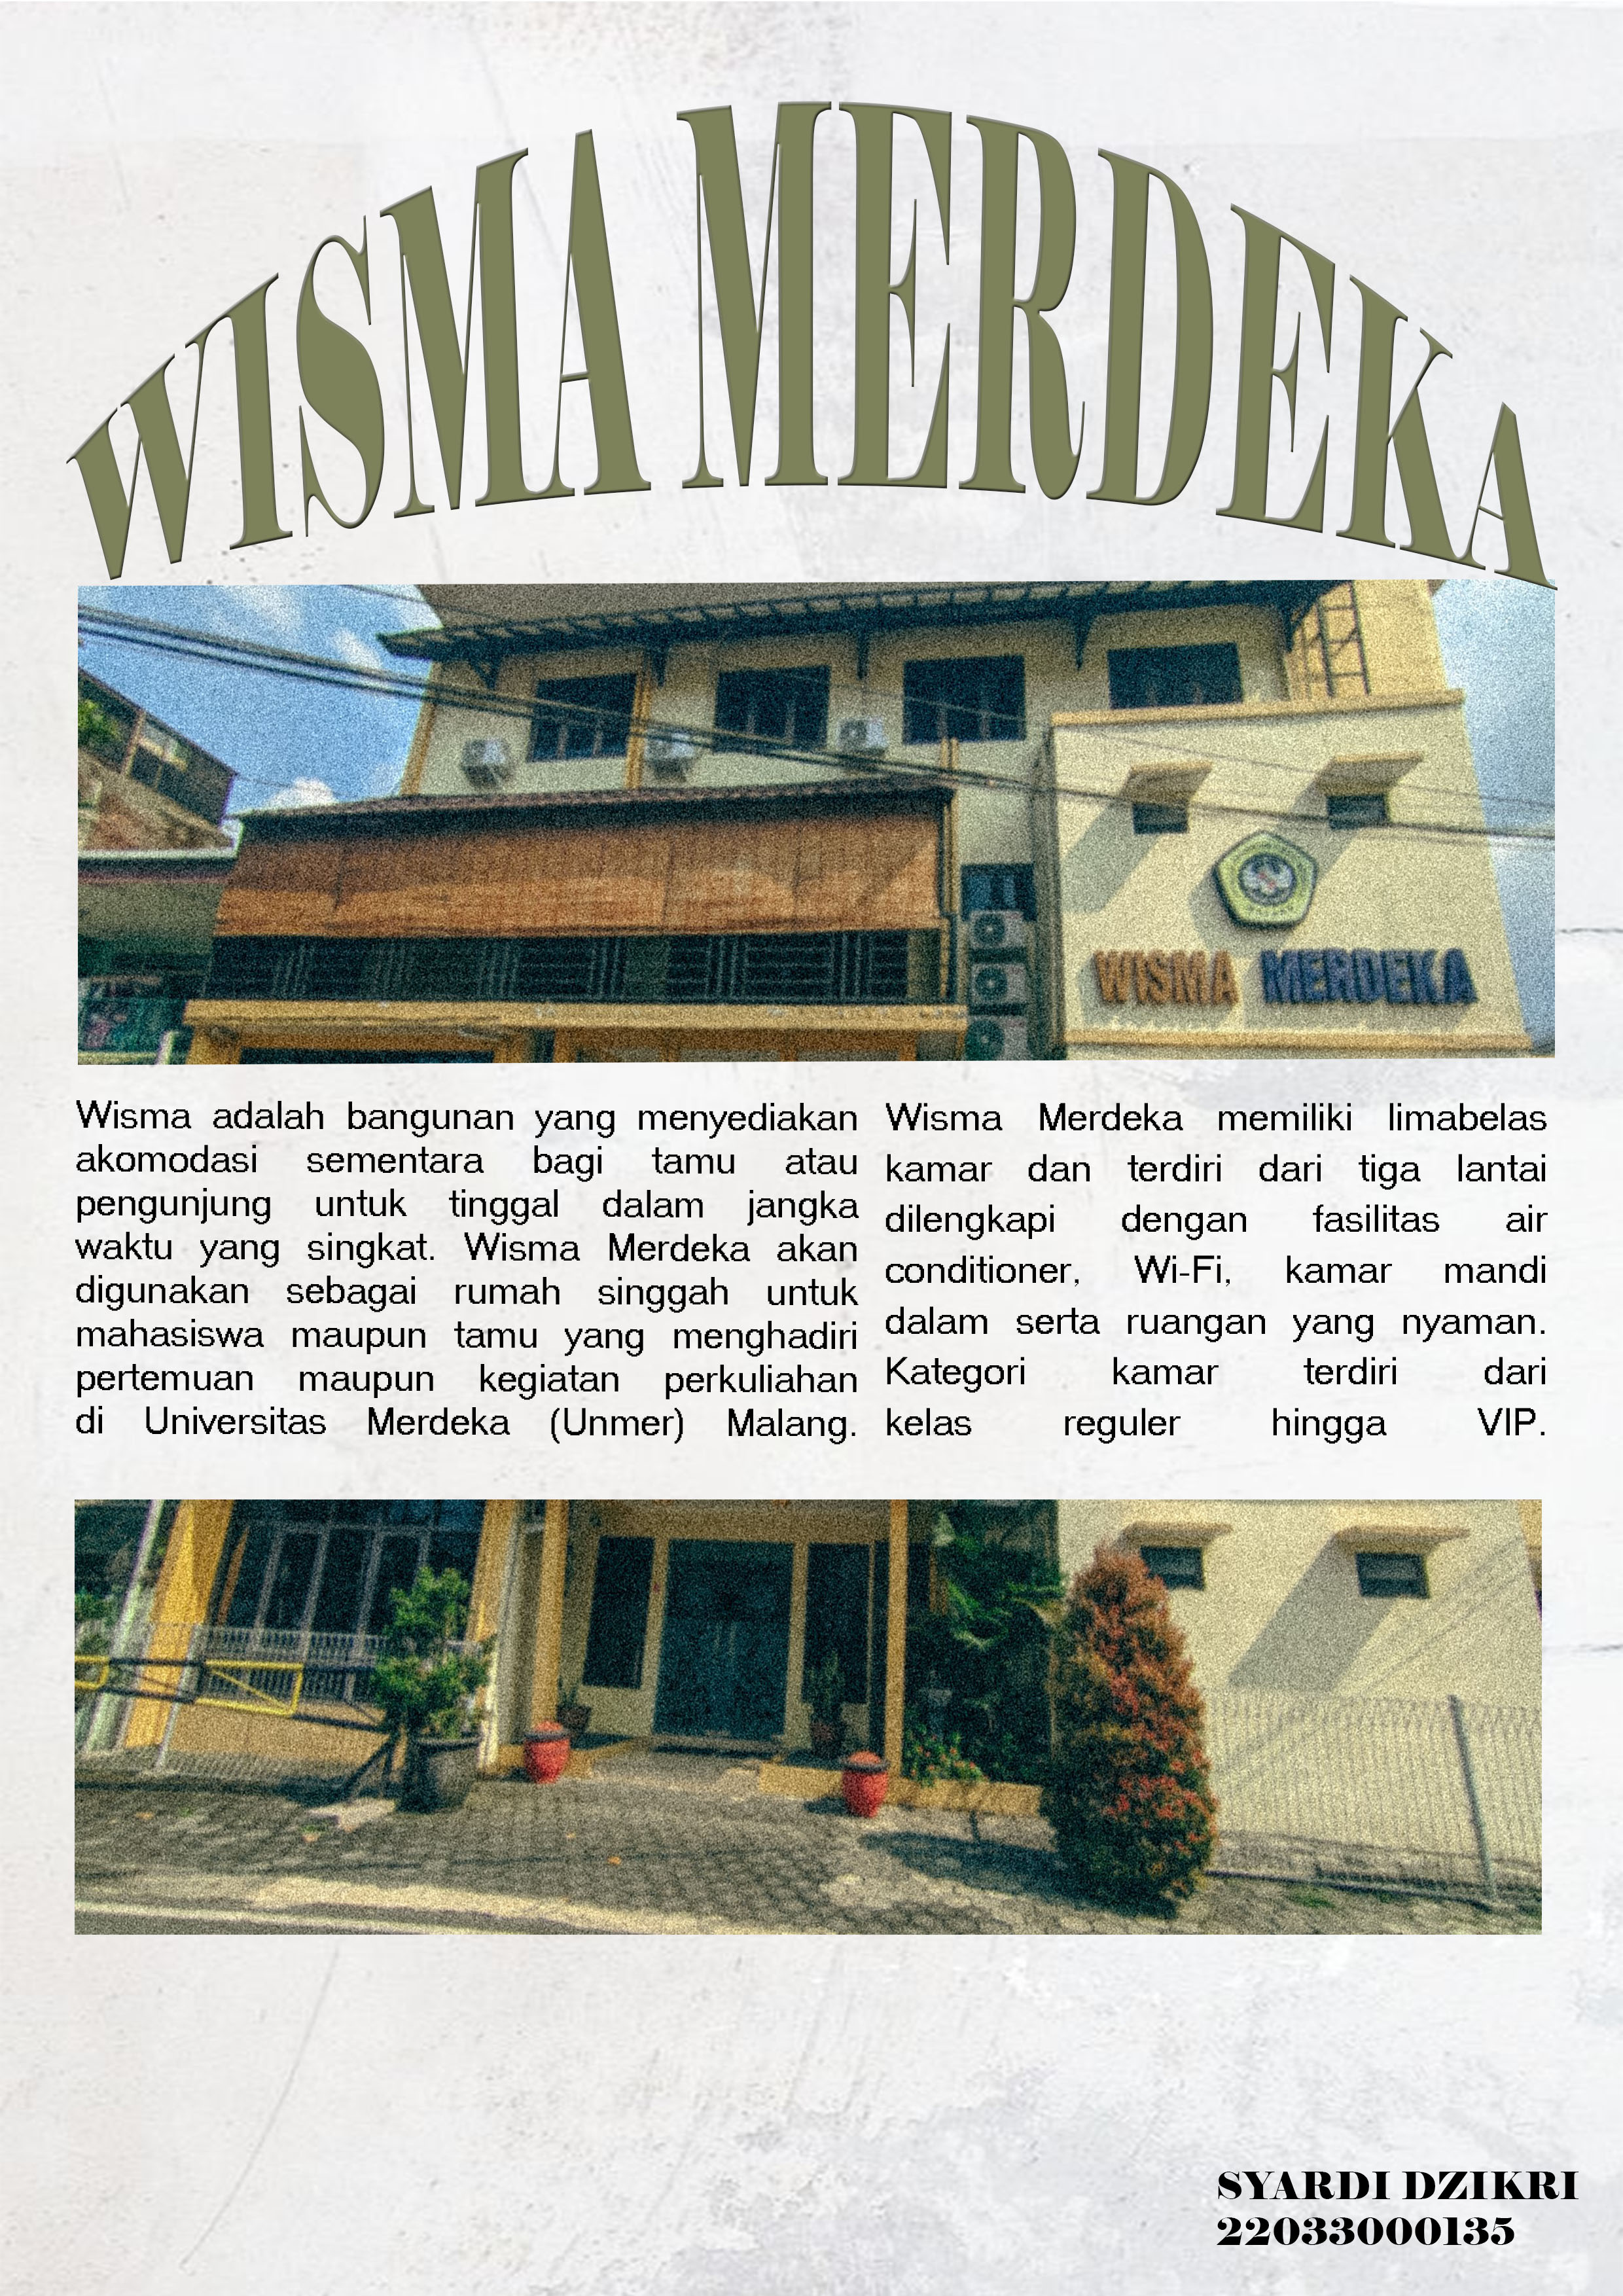 WISMA MERDEKA
WISMA MERDEKA
Wisma adalah bangunan yang menyediakan
akomodasi sementara bagi tamu atau
pengunjung untuk tinggal dalam jangka
waktu yang singkat. Wisma Merdeka akan
digunakan sebagai rumah singgah untuk
mahasiswa maupun tamu yang menghadiri
pertemuan maupun kegiatan perkuliahan
di Universitas Merdeka (Unmer) Malang.
Wisma Merdeka memiliki limabelas
kamar dan terdiri dari tiga lantai
dilengkapi dengan fasilitas air
conditioner, Wi-Fi, kamar mandi
dalam serta ruangan yang nyaman.
Kategori kamar terdiri dari
kelas reguler hingga VIP.
SYARDI DZIKRI
22033000135